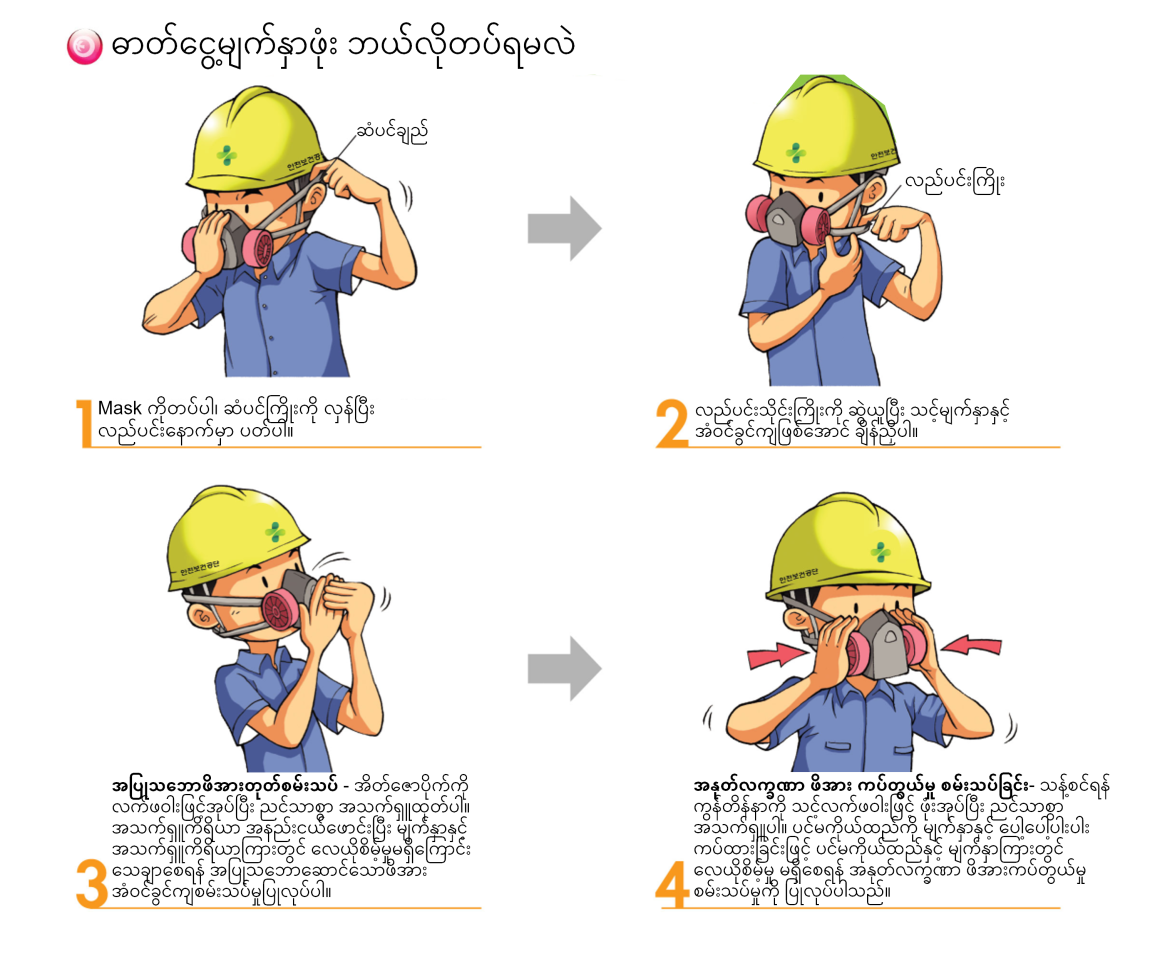 ဓာတ်ငွေ့မျက်နှာဖုံး ဘယ်လိုတပ်ရမလဲ
ဆံပင်ချည်
안전보건공단
안전보건공단
လည်ပင်းကြိုး
1 Mask ကိုတပ်ပါ၊ ဆံပင်ကြိုးကို လှန်ပြီး
လည်ပင်းနောက်မှာ ပတ်ပါ။
2 လည်ပင်းသိုင်းကြိုးကို ဆွဲယူပြီး သင့်မျက်နှာနှင့်
အံဝင်ခွင်ကျဖြစ်အောင် ချိန်ညှိပါ။
안전보건공단
안전보건공단
အပြုသဘောဖိအားတုတ်စမ်းသပ် - အိတ်ဇောပိုက်ကို
လက်ဖဝါးဖြင့်အုပ်ပြီး ညင်သာစွာ အသက်ရှူထုတ်ပါ။
အသက်ရှူကိရိယာ အနည်းငယ်ဖောင်းပြီး မျက်နှာနှင့်
အသက်ရှူကိရိယာကြားတွင် လေယိုစိမ့်မှုမရှိကြောင်း
သေချာစေရန် အပြုသဘောဆောင်သောဖိအား
3 အံဝင်ခွင်ကျစမ်းသပ်မှုပြုလုပ်ပါ။
အနုတ်လက္ခဏာ ဖိအား ကပ်တွယ်မှု စမ်းသပ်ခြင်း- သန့်စင်ရန်
ကွန်တိန်နာကို သင့်လက်ဖဝါးဖြင့် ဖုံးအုပ်ပြီး ညင်သာစွာ
အသက်ရှူပါ။ ပင်မကိုယ်ထည်ကို မျက်နှာနှင့် ပေါ့ပေါ့ပါးပါး
ကပ်ထားခြင်းဖြင့် ပင်မကိုယ်ထည်နှင့် မျက်နှာကြားတွင်
လေယိုစိမ့်မှု မရှိစေရန် အနုတ်လက္ခဏာ ဖိအားကပ်တွယ်မှု
4 စမ်းသပ်မှုကို ပြုလုပ်ပါသည်။